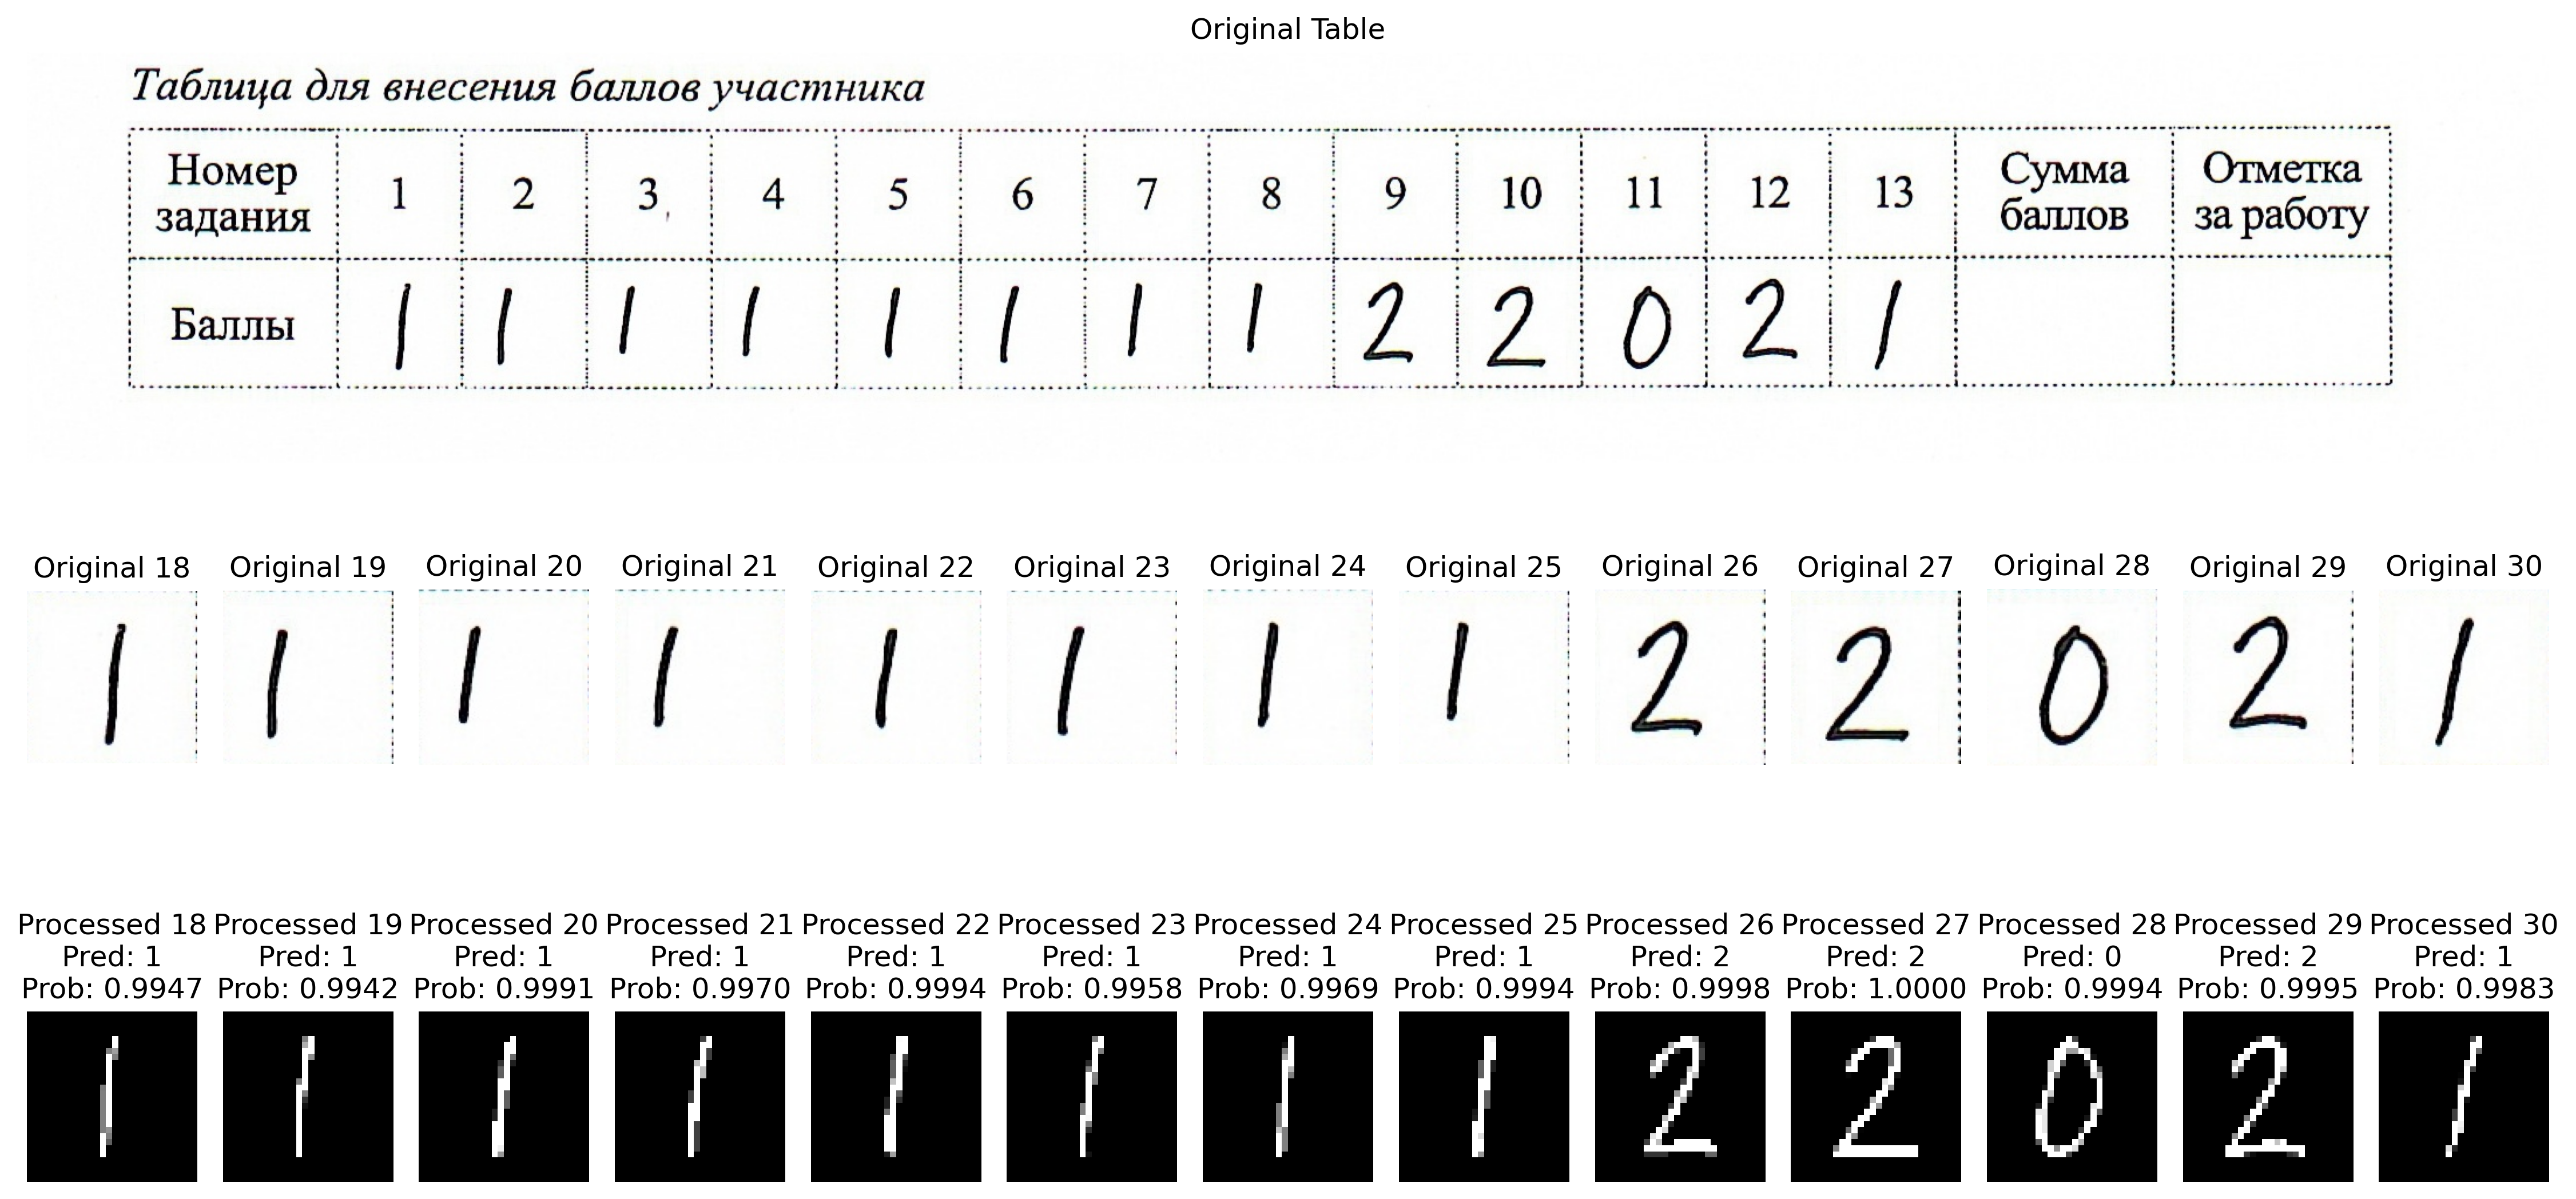 Original Table
Таблица для внесения баллов участника
Номер задания 1 2 3 4 5 6 7 8 9 10 11 12 13 Сумма баллов Отметка за работу
Баллы 1 1 1 1 1 1 1 1 2 2 0 2 1
Original 18 Original 19 Original 20 Original 21 Original 22 Original 23 Original 24 Original 25 Original 26 Original 27 Original 28 Original 29 Original 30
1 1 1 1 1 1 1 1 2 2 0 2 1
Processed 18 Processed 19 Processed 20 Processed 21 Processed 22 Processed 23 Processed 24 Processed 25 Processed 26 Processed 27 Processed 28 Processed 29 Processed 30
Pred: 1 Pred: 1 Pred: 1 Pred: 1 Pred: 1 Pred: 1 Pred: 1 Pred: 1 Pred: 2 Pred: 2 Pred: 0 Pred: 2 Pred: 1
Prob: 0.9947 Prob: 0.9942 Prob: 0.9991 Prob: 0.9970 Prob: 0.9994 Prob: 0.9958 Prob: 0.9969 Prob: 0.9994 Prob: 0.9998 Prob: 1.0000 Prob: 0.9994 Prob: 0.9995 Prob: 0.9983
1 1 1 1 1 1 1 1 2 2 0 2 1